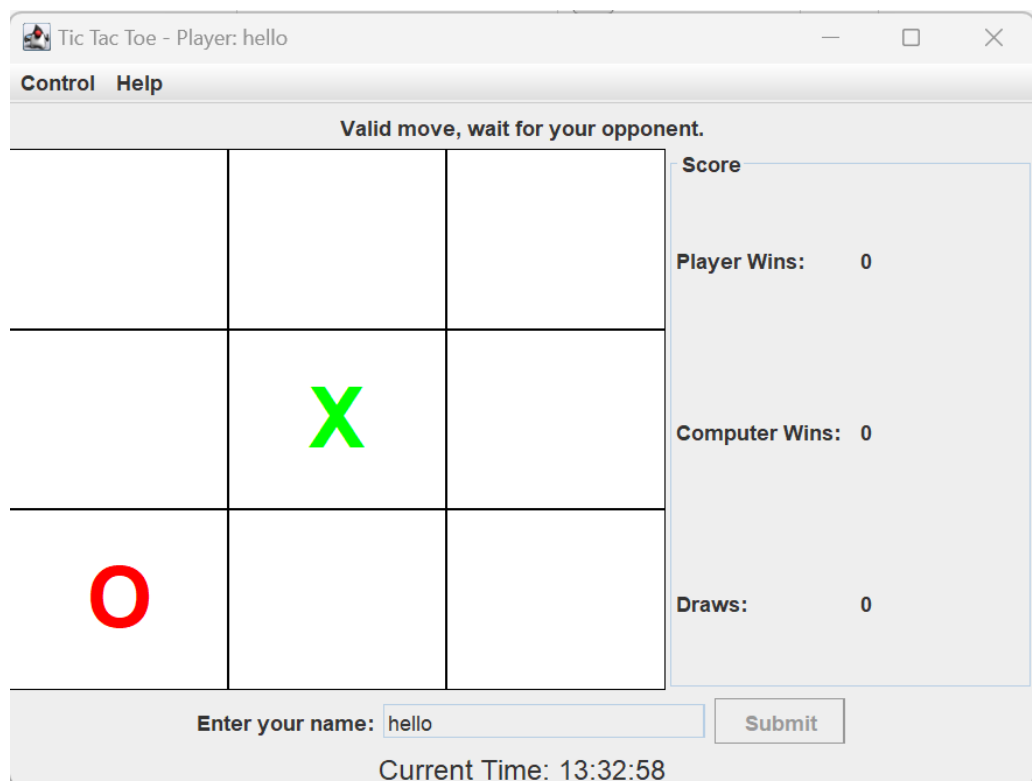 Tic Tac Toe - Player: hello
Control Help
Valid move, wait for your opponent.
Score
Player Wins: 0
X
Computer Wins: 0
O
Draws: 0
Enter your name: hello Submit
Current Time: 13:32:58